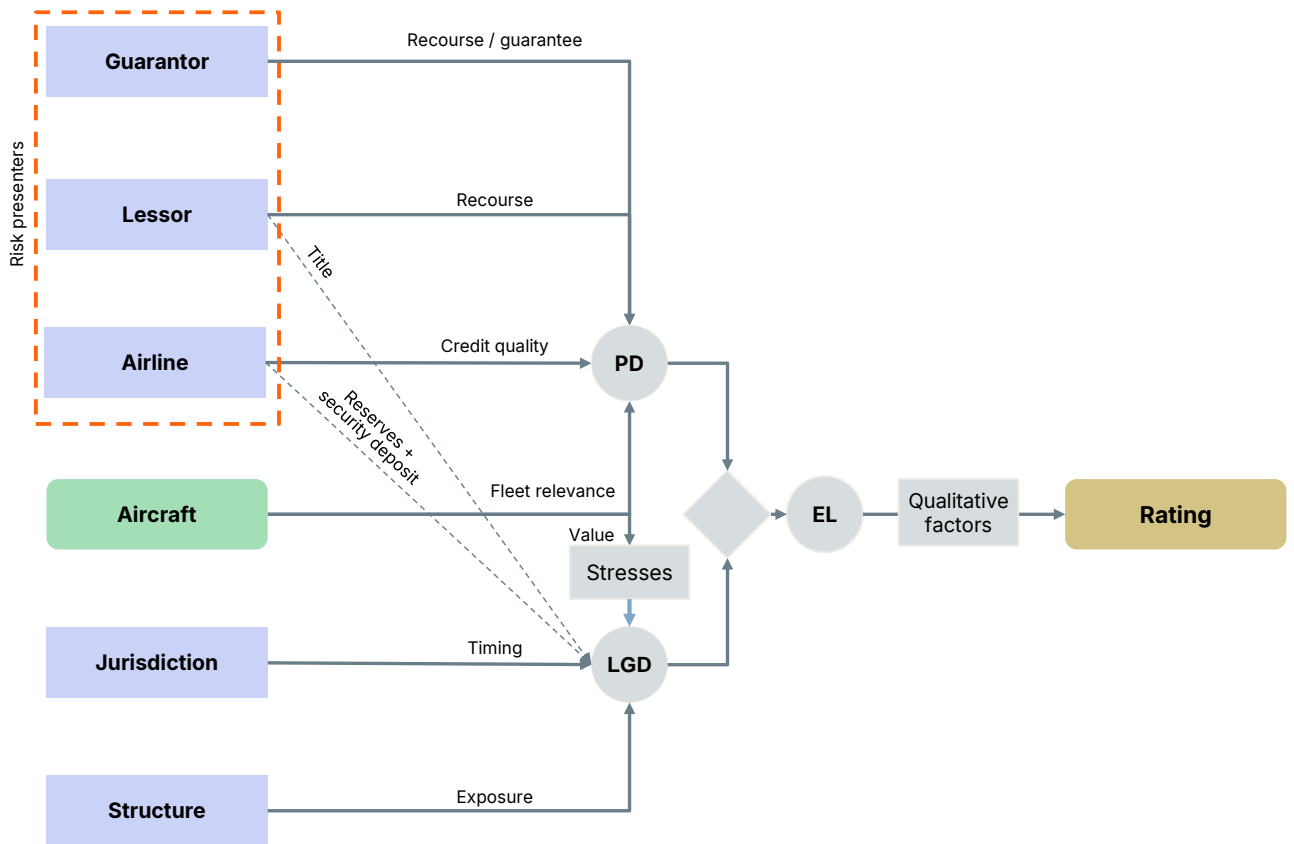 Guarantor
Recourse / guarantee
Risk presenters
Lessor
Recourse
Title
Airline
Credit quality
PD
Reserves +
security deposit
Aircraft
Fleet relevance
Value
Stresses
EL
Qualitative
factors
Rating
Jurisdiction
Timing
LGD
Structure
Exposure